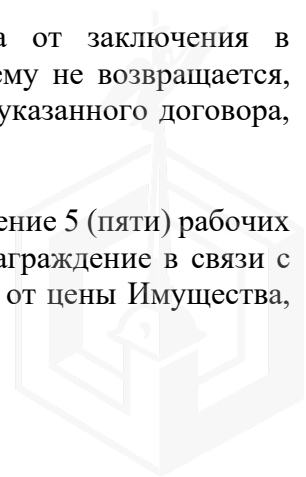 а от заключения в
ему не возвращается,
указанного договора,
ение 5 (пяти) рабочих
аграждение в связи с
от цены Имущества,